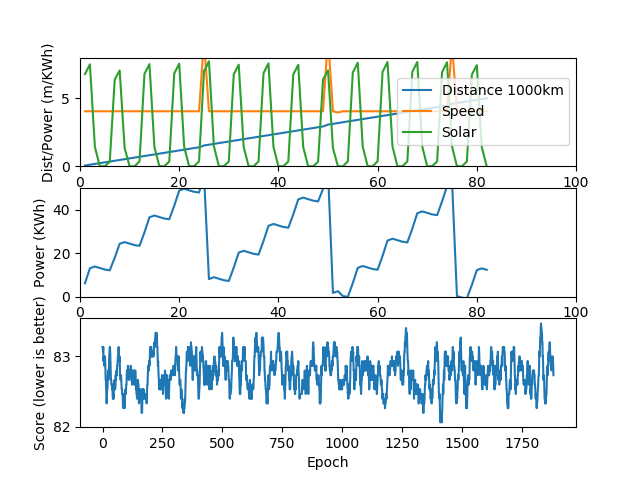 Dist/Power (m/KWh)
5
0
Distance 1000km
Speed
Solar
0 20 40 60 80 100
Power (KWh)
40
20
0
0 20 40 60 80 100
Score (lower is better)
83
82
0 250 500 750 1000 1250 1500 1750
Epoch